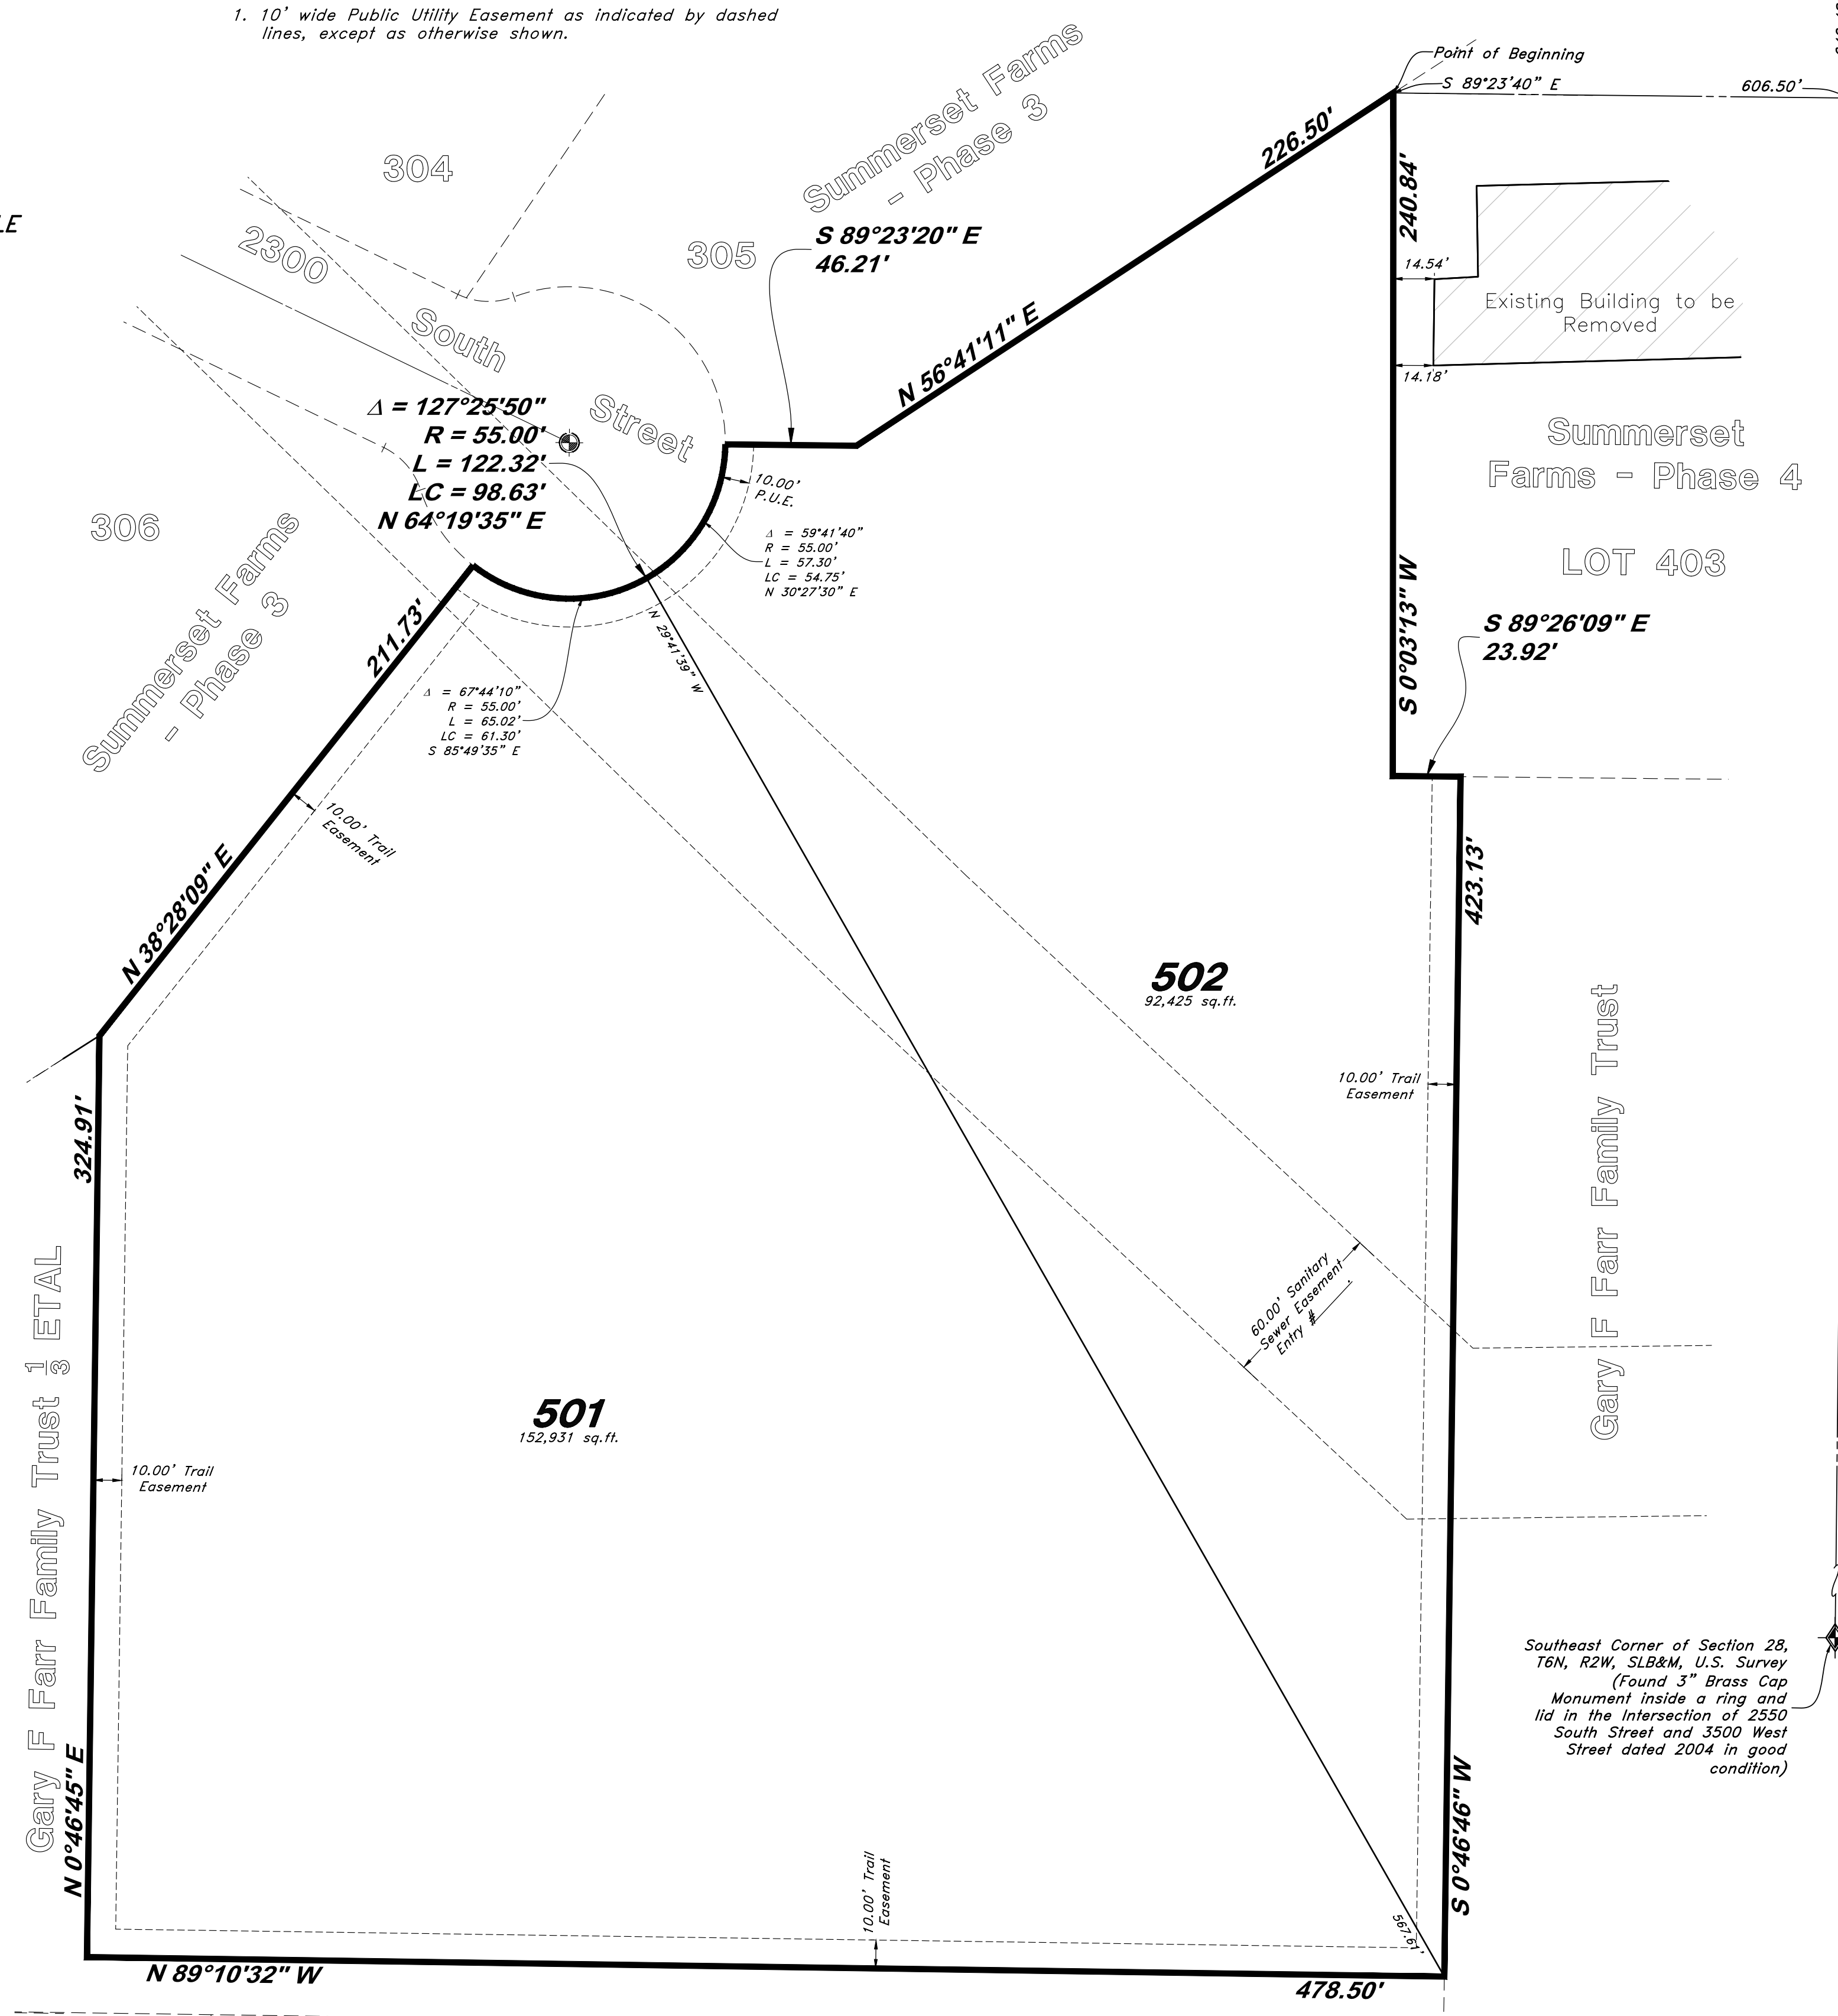 1. 10' wide Public Utility Easement as indicated by dashed
lines, except as otherwise shown.
LE
Point of Beginning
S 89°23'40" E
606.50'
Summerset Farms
- Phase 3
226.50'
304
2300
South
Street
305
S 89°23'20" E
46.21'
N 56°41'11" E
240.84'
14.54'
Existing Building to be
Removed
14.18'
Δ = 127°25'50"
R = 55.00'
L = 122.32'
LC = 98.63'
N 64°19'35" E
10.00'
P.U.E.
Δ = 59°41'40"
R = 55.00'
L = 57.30'
LC = 54.75'
N 30°27'30" E
Summerset
Farms - Phase 4
LOT 403
306
Summerset Farms
- Phase 3
211.73'
N 29°41'39" W
S 0°03'13" W
S 89°26'09" E
23.92'
Δ = 67°44'10"
R = 55.00'
L = 65.02'
LC = 61.30'
S 85°49'35" E
10.00' Trail
Easement
N 38°28'09" E
423.13'
502
92,425 sq.ft.
10.00' Trail
Easement
Gary F Farr Family Trust
324.91'
60.00' Sanitary
Sewer Easement
Entry #
.
501
152,931 sq.ft.
10.00' Trail
Easement
Gary F Farr Family Trust 1/3 ETAL
N 0°46'45" E
Southeast Corner of Section 28,
T6N, R2W, SLB&M, U.S. Survey
(Found 3" Brass Cap
Monument inside a ring and
lid in the Intersection of 2550
South Street and 3500 West
Street dated 2004 in good
condition)
S 0°46'46" W
10.00' Trail
Easement
567.61'
N 89°10'32" W
478.50'